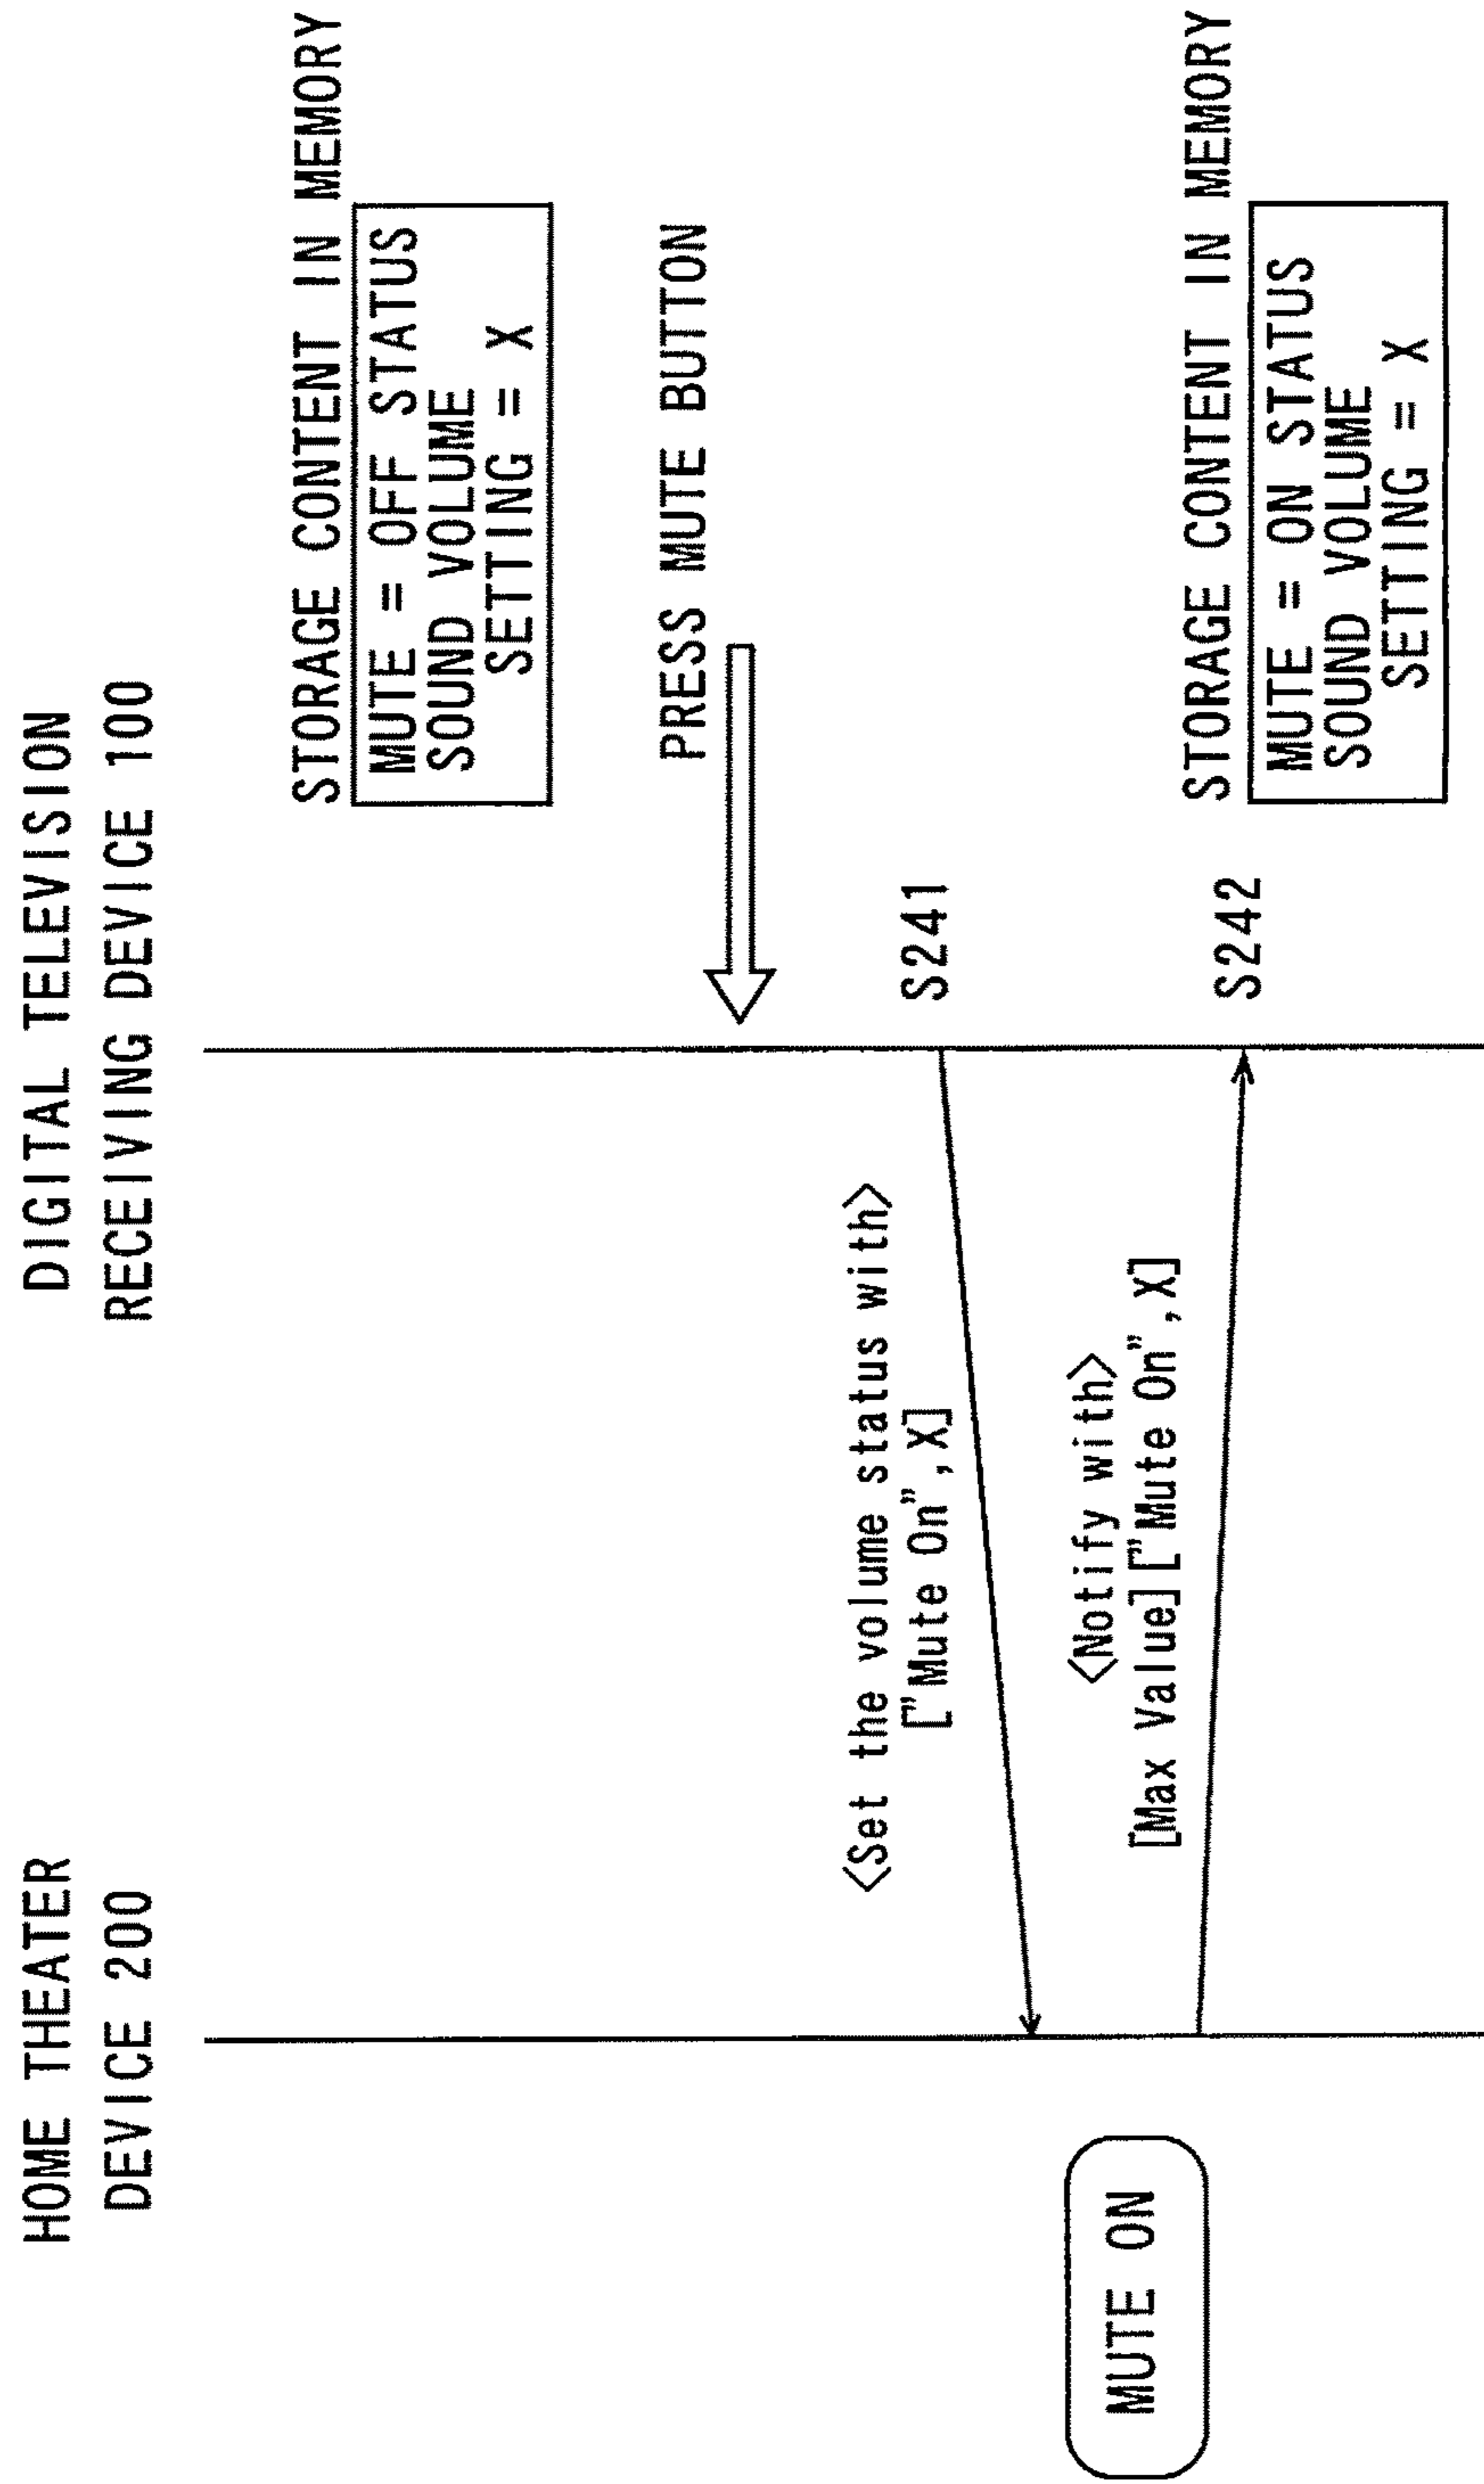 HOME THEATER
DEVICE 200
DIGITAL TELEVISION
RECEIVING DEVICE 100
STORAGE CONTENT IN MEMORY
MUTE = OFF STATUS
SOUND VOLUME
SETTING = X
PRESS MUTE BUTTON
<Set the volume status with>
["Mute On",X]
S241
MUTE ON
<Notify with>
[Max Value]["Mute On",X]
S242
STORAGE CONTENT IN MEMORY
MUTE = ON STATUS
SOUND VOLUME
SETTING = X